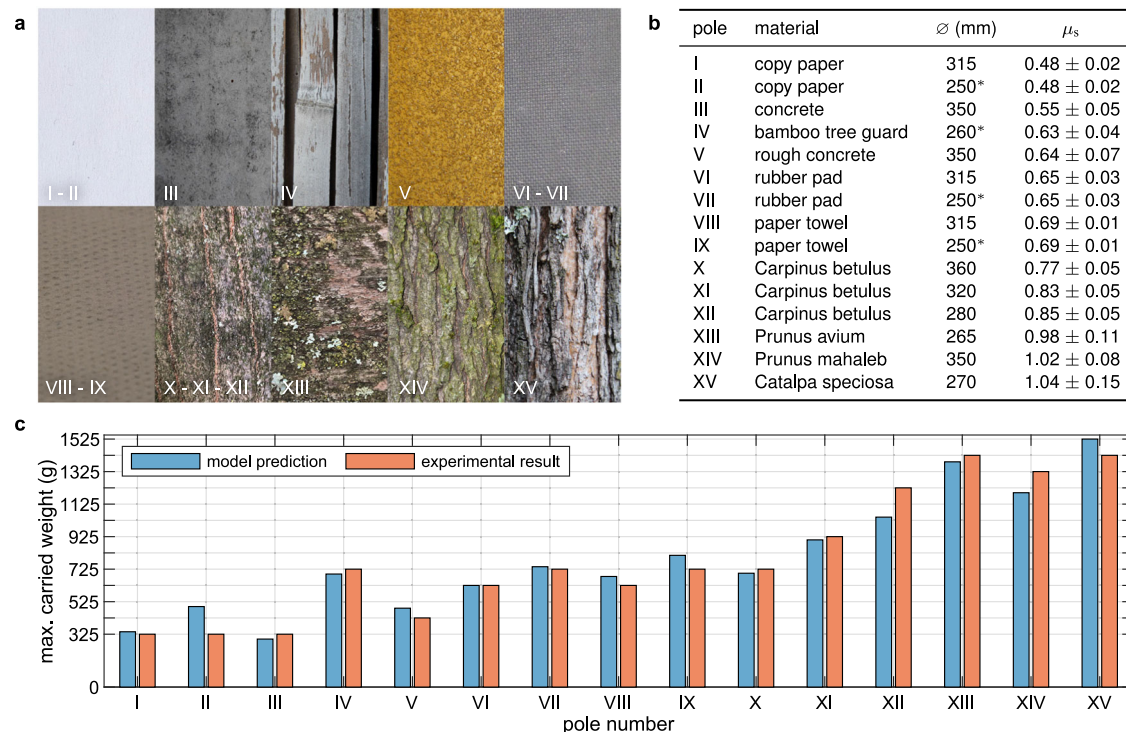 a
I - II
III
IV
V
VI - VII
VIII - IX
X - XI - XII
XIII
XIV
XV
b
pole material ⌀ (mm) μs
I copy paper 315 0.48 ± 0.02
II copy paper 250* 0.48 ± 0.02
III concrete 350 0.55 ± 0.05
IV bamboo tree guard 260* 0.63 ± 0.04
V rough concrete 350 0.64 ± 0.07
VI rubber pad 315 0.65 ± 0.03
VII rubber pad 250* 0.65 ± 0.03
VIII paper towel 315 0.69 ± 0.01
IX paper towel 250* 0.69 ± 0.01
X Carpinus betulus 360 0.77 ± 0.05
XI Carpinus betulus 320 0.83 ± 0.05
XII Carpinus betulus 280 0.85 ± 0.05
XIII Prunus avium 265 0.98 ± 0.11
XIV Prunus mahaleb 350 1.02 ± 0.08
XV Catalpa speciosa 270 1.04 ± 0.15
c
max. carried weight (g)
1525
1325
1125
925
725
525
325
0
model prediction experimental result
I II III IV V VI VII VIII IX X XI XII XIII XIV XV
pole number